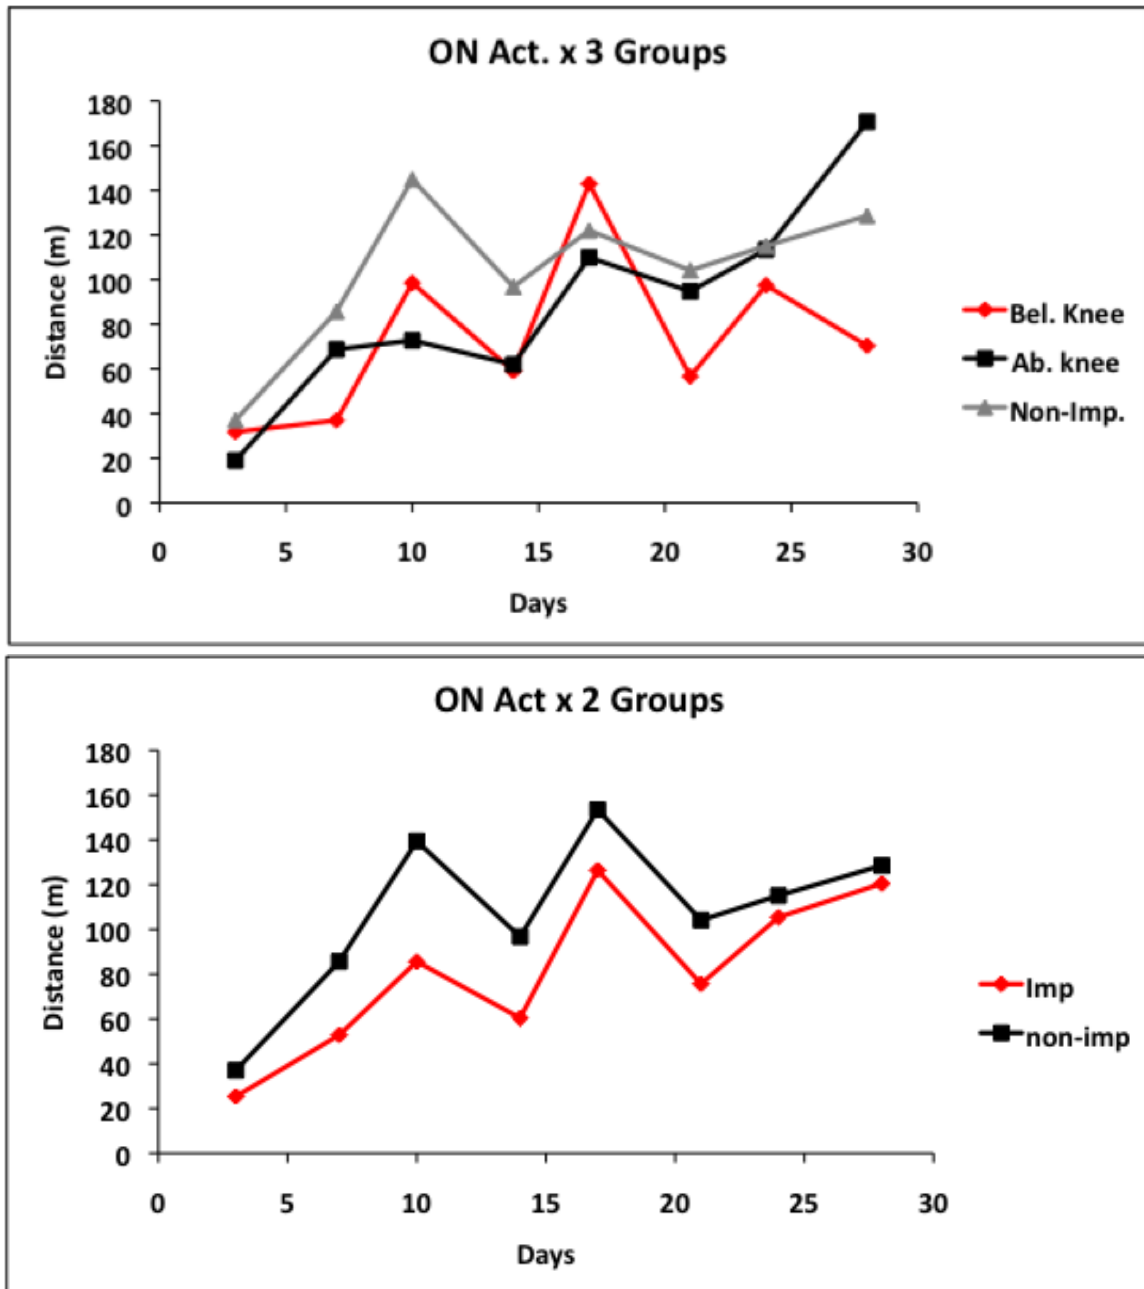 ON Act. x 3 Groups
180
160
140
120
100
80
60
40
20
0
Distance (m)
0 5 10 15 20 25 30
Days
Bel. Knee
Ab. knee
Non-Imp.
ON Act x 2 Groups
180
160
140
120
100
80
60
40
20
0
Distance (m)
0 5 10 15 20 25 30
Days
Imp
non-imp